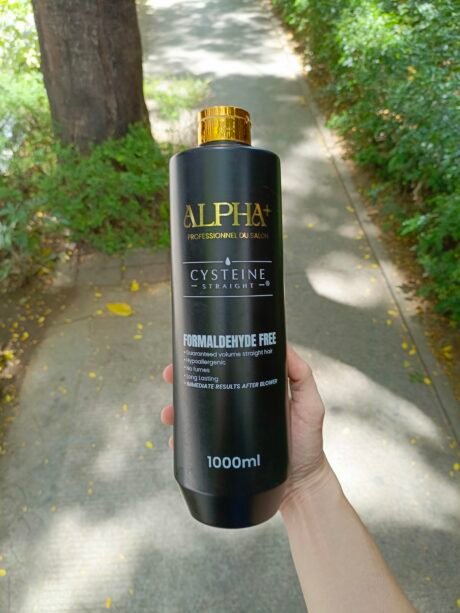 ALPHA+
PROFESSIONNEL DU SALON
CYSTEINE
STRAIGHT ®
FORMALDEHYDE FREE
• Guaranteed volume straight hair
• Hypoallergenic
• No fumes
• Long Lasting
• IMMEDIATE RESULTS AFTER BLOWER
1000ml